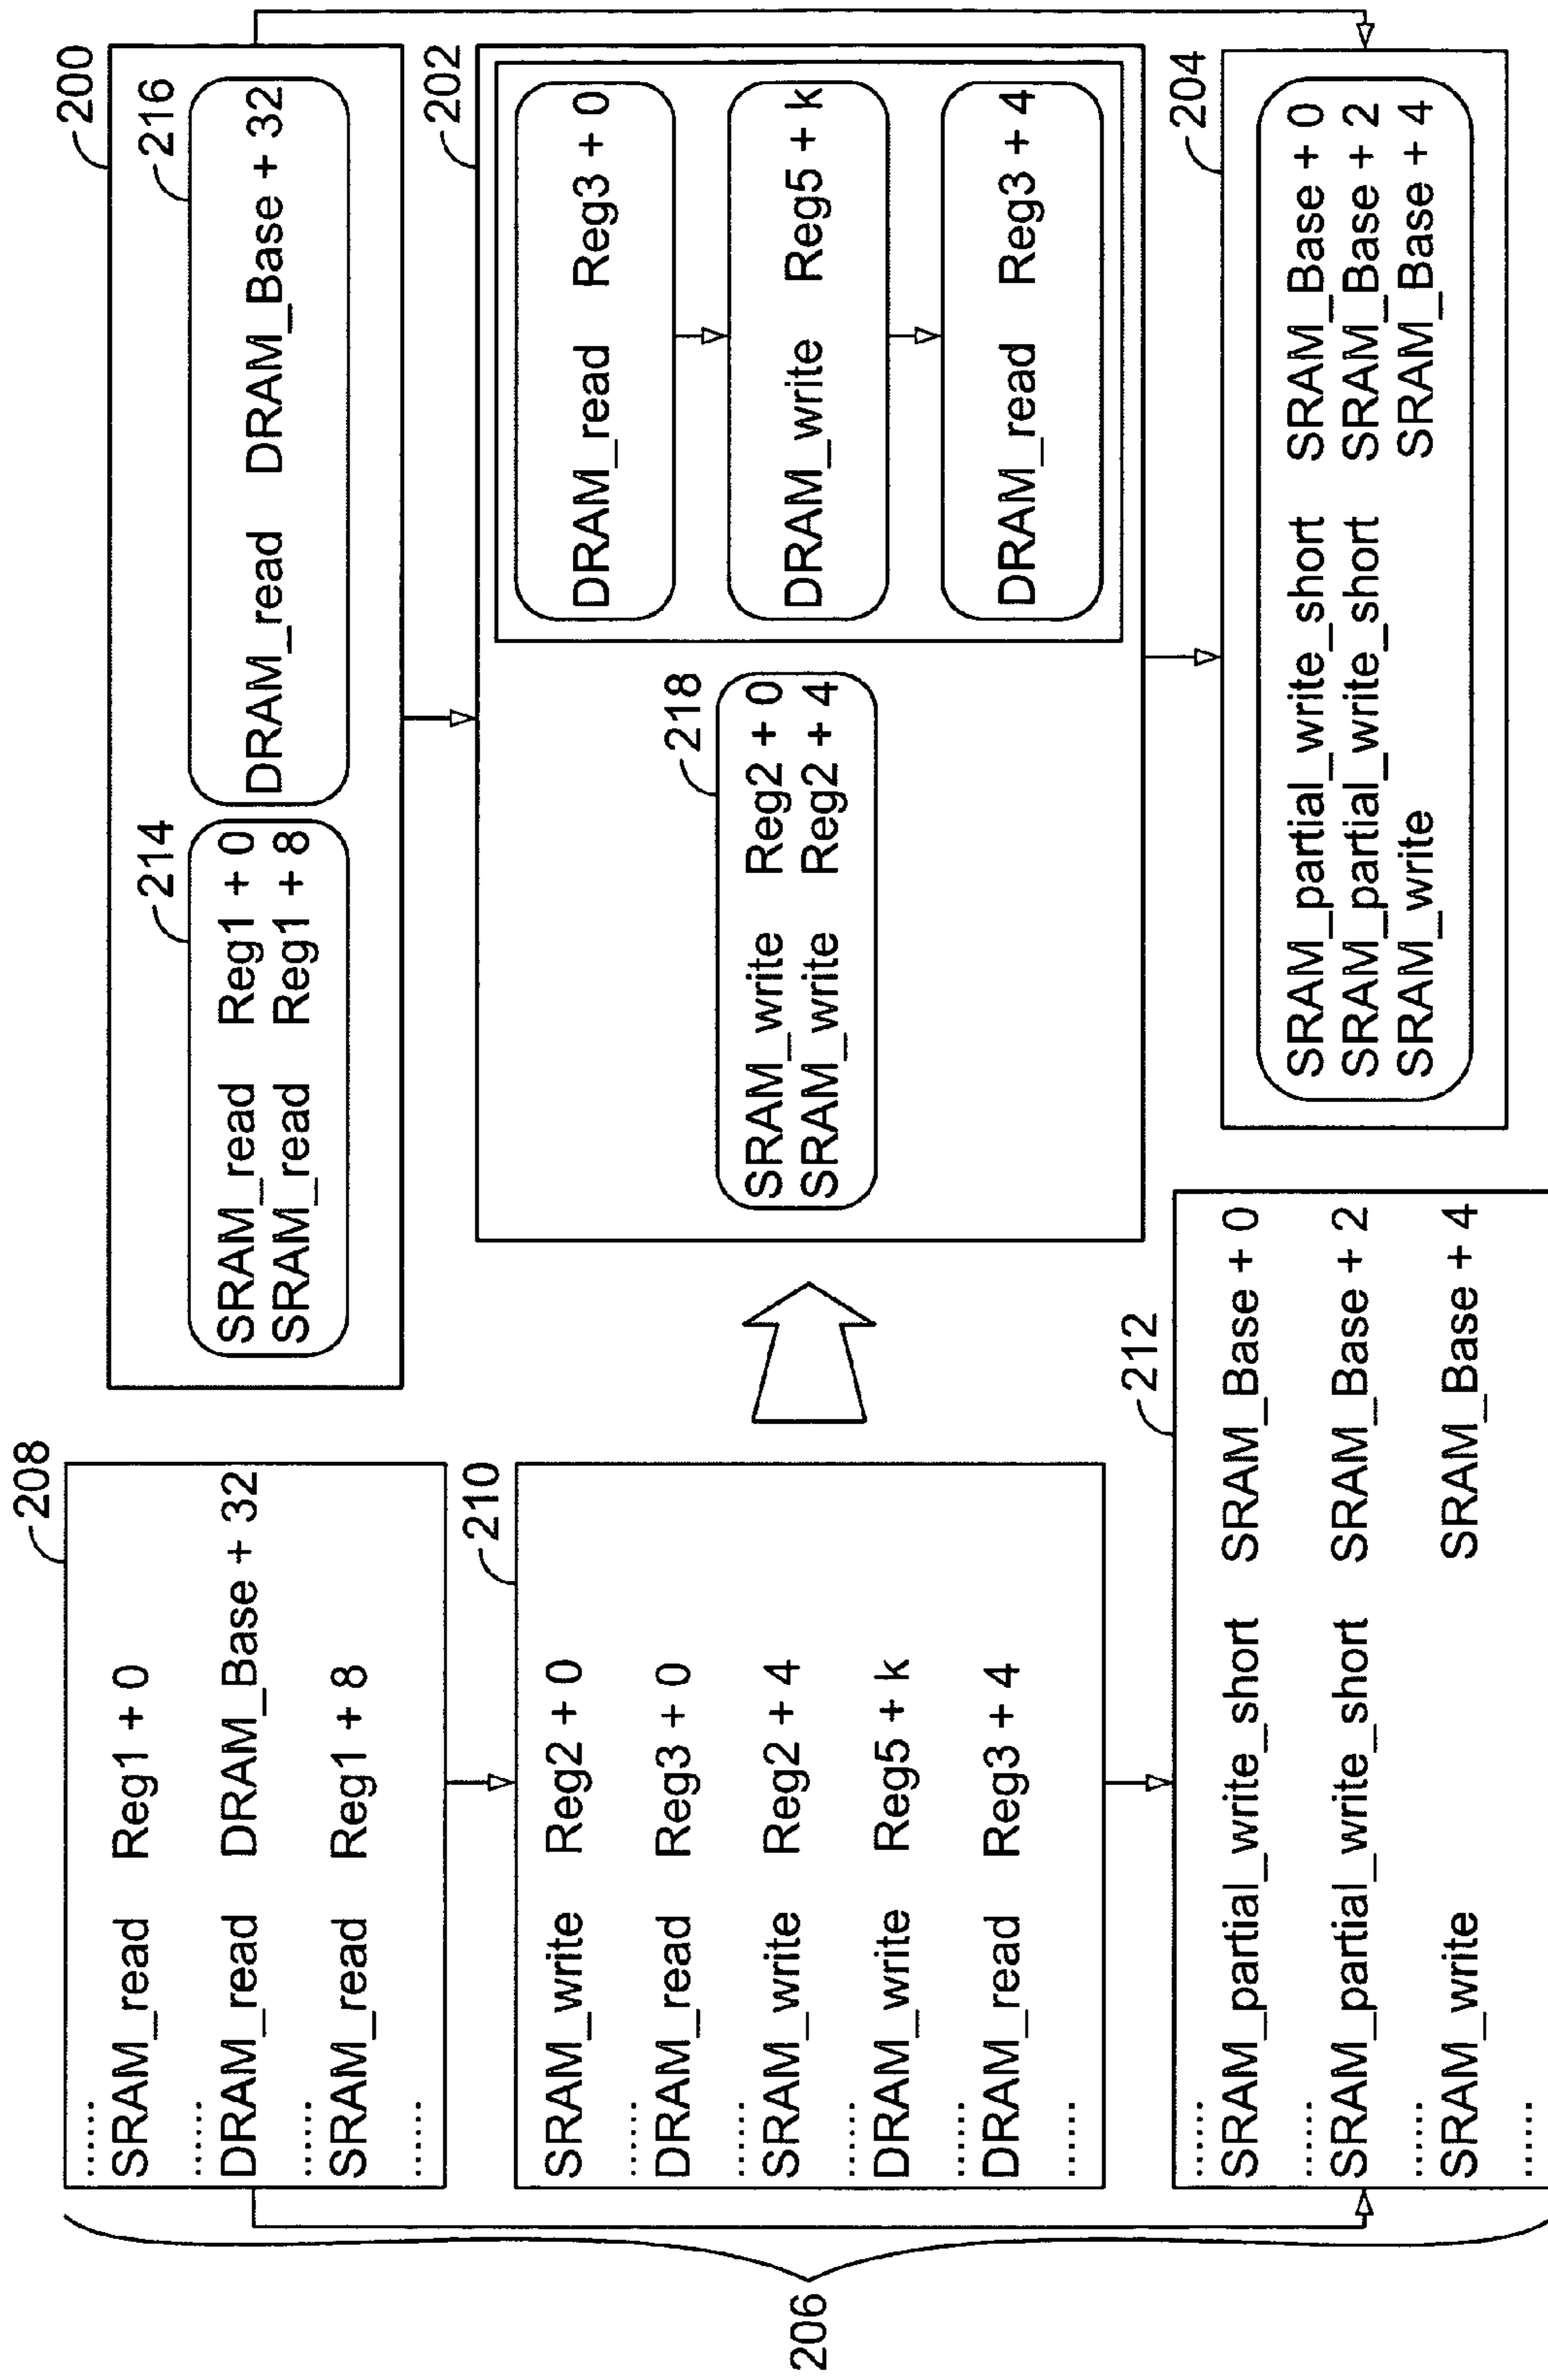 208
......
SRAM_read Reg1 + 0
......
DRAM_read DRAM_Base + 32
......
SRAM_read Reg1 + 8
......
210
SRAM_write Reg2 + 0
......
DRAM_read Reg3 + 0
......
SRAM_write Reg2 + 4
......
DRAM_write Reg5 + k
......
DRAM_read Reg3 + 4
......
212
......
SRAM_partial_write_short SRAM_Base + 0
......
SRAM_partial_write_short SRAM_Base + 2
......
SRAM_write SRAM_Base + 4
......
206
200
214
SRAM_read Reg1 + 0
SRAM_read Reg1 + 8
216
DRAM_read DRAM_Base + 32
202
218
SRAM_write Reg2 + 0
SRAM_write Reg2 + 4
DRAM_read Reg3 + 0
DRAM_write Reg5 + k
DRAM_read Reg3 + 4
204
SRAM_partial_write_short SRAM_Base + 0
SRAM_partial_write_short SRAM_Base + 2
SRAM_write SRAM_Base + 4